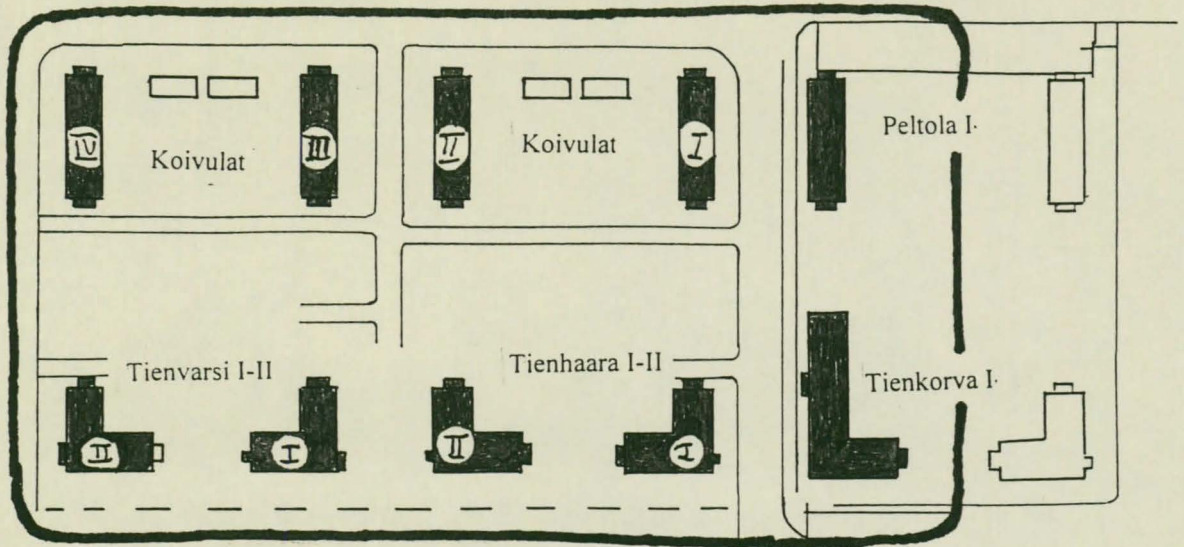 IV
Koivulat
III
II
Koivulat
I
Peltola I
Tienvarsi I-II
Tienhaara I-II
Tienkorva I
II
I
II
I